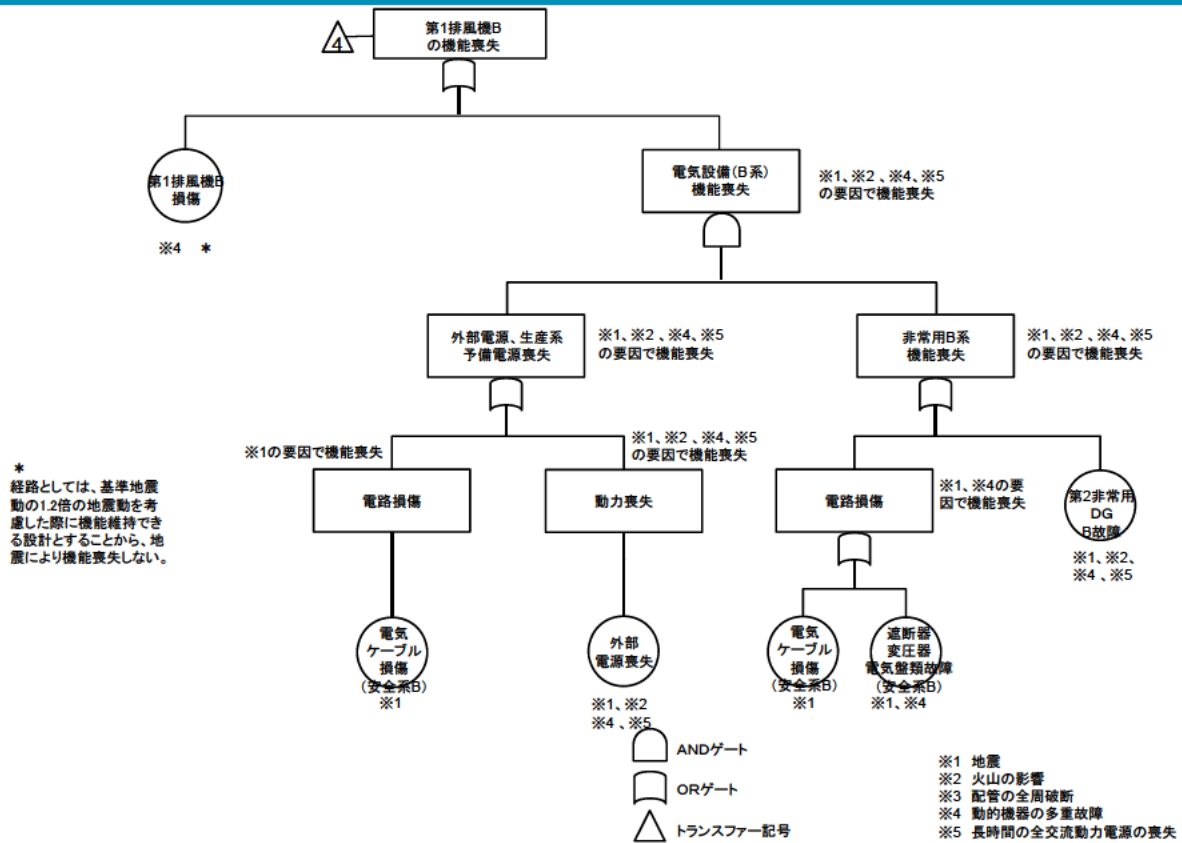 第1排風機B
の機能喪失
4
第1排風機B
損傷
※4 *
電気設備(B系)
機能喪失
※1、※2 、※4、※5
の要因で機能喪失
外部電源、生産系
予備電源喪失
※1、※2 、※4、※5
の要因で機能喪失
非常用B系
機能喪失
※1、※2 、※4、※5
の要因で機能喪失
※1の要因で機能喪失
電路損傷
※1、※2 、※4、※5
の要因で機能喪失
動力喪失
電路損傷
※1、※4の要
因で機能喪失
第2非常用
DG
B故障
※1、※2、
※4 、※5
*
経路としては、基準地震
動の1.2倍の地震動を考
慮した際に機能維持でき
る設計とすることから、地
震により機能喪失しない。
電気
ケーブル
損傷
(安全系B)
※1
外部
電源喪失
※1、※2
※4 、※5
電気
ケーブル
損傷
(安全系B)
※1
遮断器
変圧器
電気盤類故障
(安全系B)
※1、※4
ANDゲート
ORゲート
トランスファー記号
※1 地震
※2 火山の影響
※3 配管の全周破断
※4 動的機器の多重故障
※5 長時間の全交流動力電源の喪失